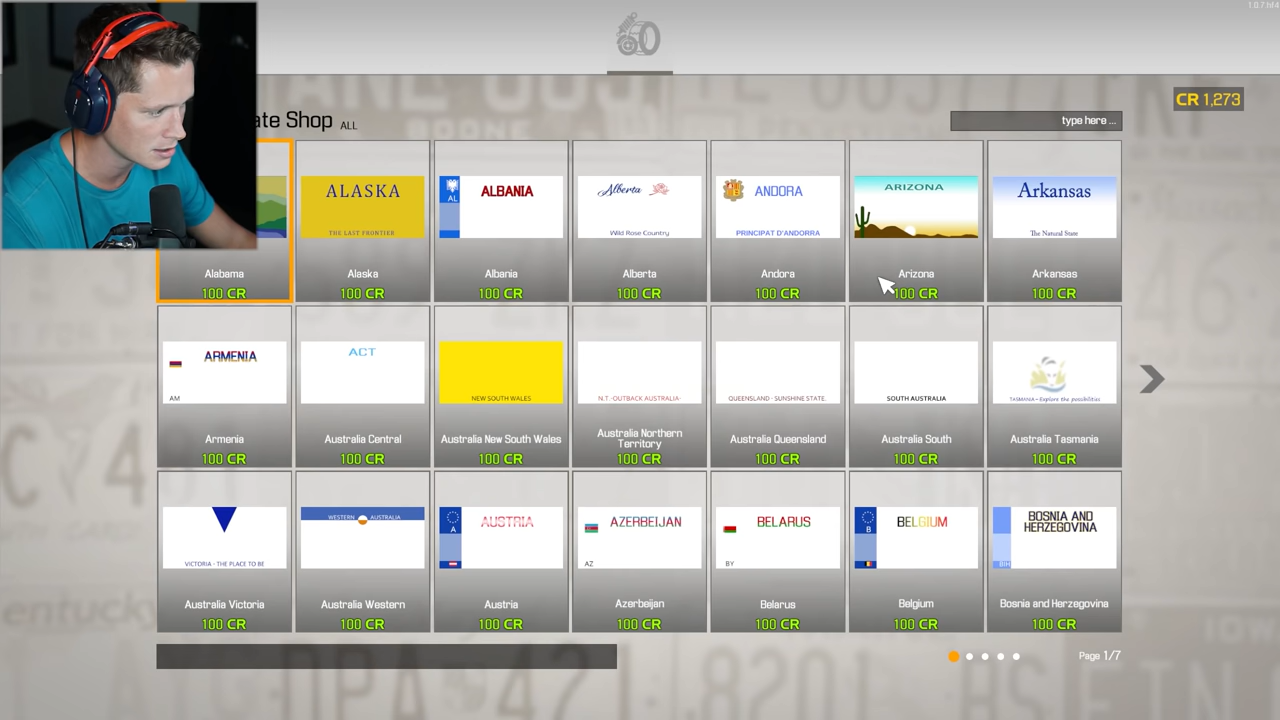 1.0.7.hf4
CR 1,273
ate Shop ALL
type here ...
ALASKA
THE LAST FRONTIER
AL
ALBANIA
Alberta
Wild Rose Country
ANDORA
PRINCIPAT D'ANDORRA
ARIZONA
Arkansas
The Natural State
Alabama
Alaska
Albania
Alberta
Andora
Arizona
Arkansas
100 CR
100 CR
100 CR
100 CR
100 CR
100 CR
100 CR
ARMENIA
AM
ACT
NEW SOUTH WALES
N.T · OUTBACK AUSTRALIA ·
QUEENSLAND - SUNSHINE STATE
SOUTH AUSTRALIA
TASMANIA - Explore the possibilities
Armenia
Australia Central
Australia New South Wales
Australia Northern
Territory
Australia Queensland
Australia South
Australia Tasmania
100 CR
100 CR
100 CR
100 CR
100 CR
100 CR
100 CR
VICTORIA - THE PLACE TO BE
WESTERN AUSTRALIA
A
AUSTRIA
AZERBEIJAN
AZ
BELARUS
BY
B
BELGIUM
BOSNIA AND
HERZEGOVINA
BIH
Australia Victoria
Australia Western
Austria
Azerbeijan
Belarus
Belgium
Bosnia and Herzegovina
100 CR
100 CR
100 CR
100 CR
100 CR
100 CR
100 CR
Page 1/7